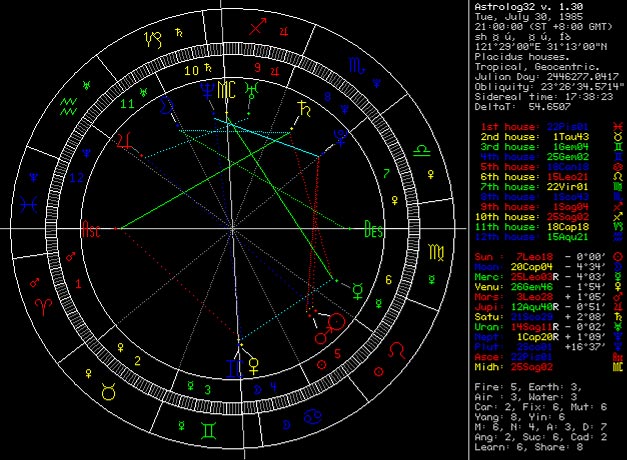 10 9
11 MC 8
12 7
Asc Des
1 6
2 5
3 4
Astrolog32 v. 1.30
Tue, July 30, 1985
21:00:00 (ST +8:00 GMT)
121°29'00"E 31°13'00"N
Placidus houses.
Tropical, Geocentric.
Julian Day: 2446277.0417
Obliquity: 23°26'34.5714"
Sidereal time: 17:38:23
DeltaT: 54.6507
1st house: 22Pis01
2nd house: 1Tau43
3rd house: 1Gem04
4th house: 25Gem02
5th house: 18Can18
6th house: 15Leo21
7th house: 22Vir01
8th house: 1Sco43
9th house: 1Sag04
10th house: 25Sag02
11th house: 18Cap18
12th house: 15Aqu21
Sun : 7Leo18 - 0°00'
Moon: 20Cap04 - 4°34'
Merc: 25Leo03R - 4°03'
Venu: 26Gem46 - 1°54'
Mars: 3Leo28 + 1°05'
Jupi: 12Aqu40R - 0°51'
Satu: 21Sco29 + 2°08'
Uran: 14Sag11R - 0°02'
Nept: 1Cap20R + 1°09'
Plut: 2Sco01 +16°37'
Asce: 22Pis01
Midh: 25Sag02 MC
Fire: 5, Earth: 3,
Air : 3, Water: 3
Car: 2, Fix: 6, Mut: 6
Yang: 8, Yin: 6
M: 6, N: 4, A: 3, D: 7
Ang: 2, Suc: 6, Cad: 2
Learn: 6, Share: 8